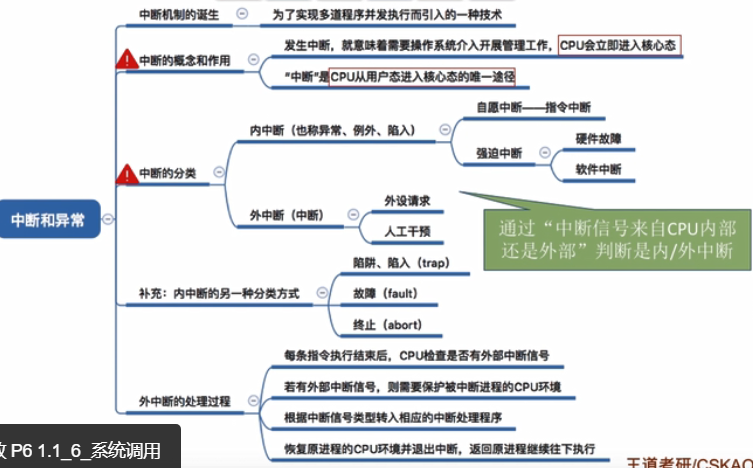 中断机制的诞生
为了实现多道程序并发执行而引入的一种技术
发生中断，就意味着需要操作系统介入开展管理工作，CPU会立即进入核心态
中断的概念和作用
“中断”是CPU从用户态进入核心态的唯一途径
自愿中断——指令中断
内中断（也称异常、例外、陷入）
硬件故障
强迫中断
软件中断
中断的分类
外设请求
外中断（中断）
人工干预
通过“中断信号来自CPU内部
还是外部”判断是内/外中断
中断和异常
陷阱、陷入（trap）
补充：内中断的另一种分类方式
故障（fault）
终止（abort）
每条指令执行结束后，CPU检查是否有外部中断信号
若有外部中断信号，则需要保护被中断进程的CPU环境
外中断的处理过程
根据中断信号类型转入相应的中断处理程序
恢复原进程的CPU环境并退出中断，返回原进程继续往下执行
P6 1.1_6_系统调用
王道考研/CSKAO